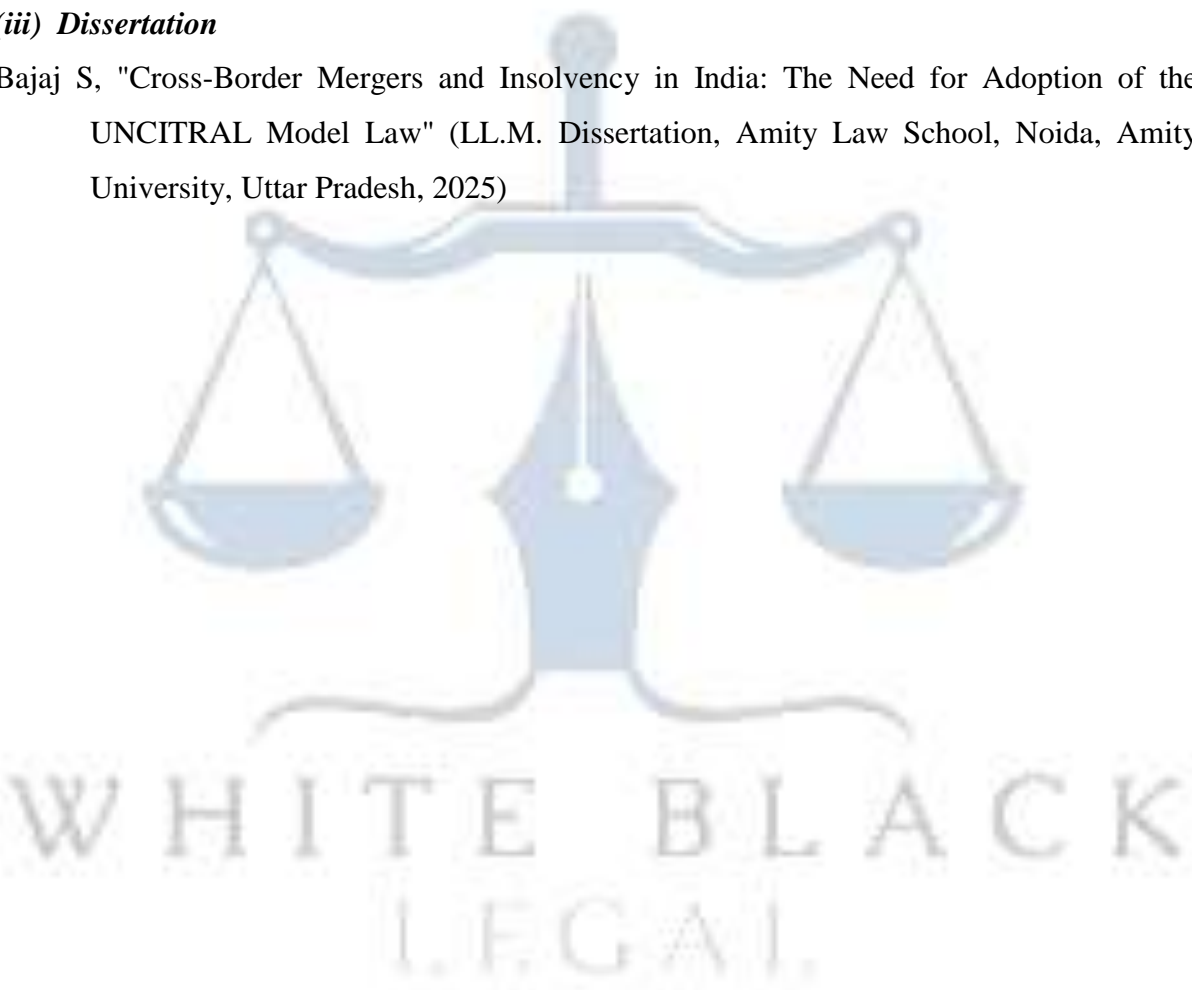 (iii) Dissertation
Bajaj S, "Cross-Border Mergers and Insolvency in India: The Need for Adoption of the
UNCITRAL Model Law" (LL.M. Dissertation, Amity Law School, Noida, Amity
University, Uttar Pradesh, 2025)
WHITE BLACK
LEGAL